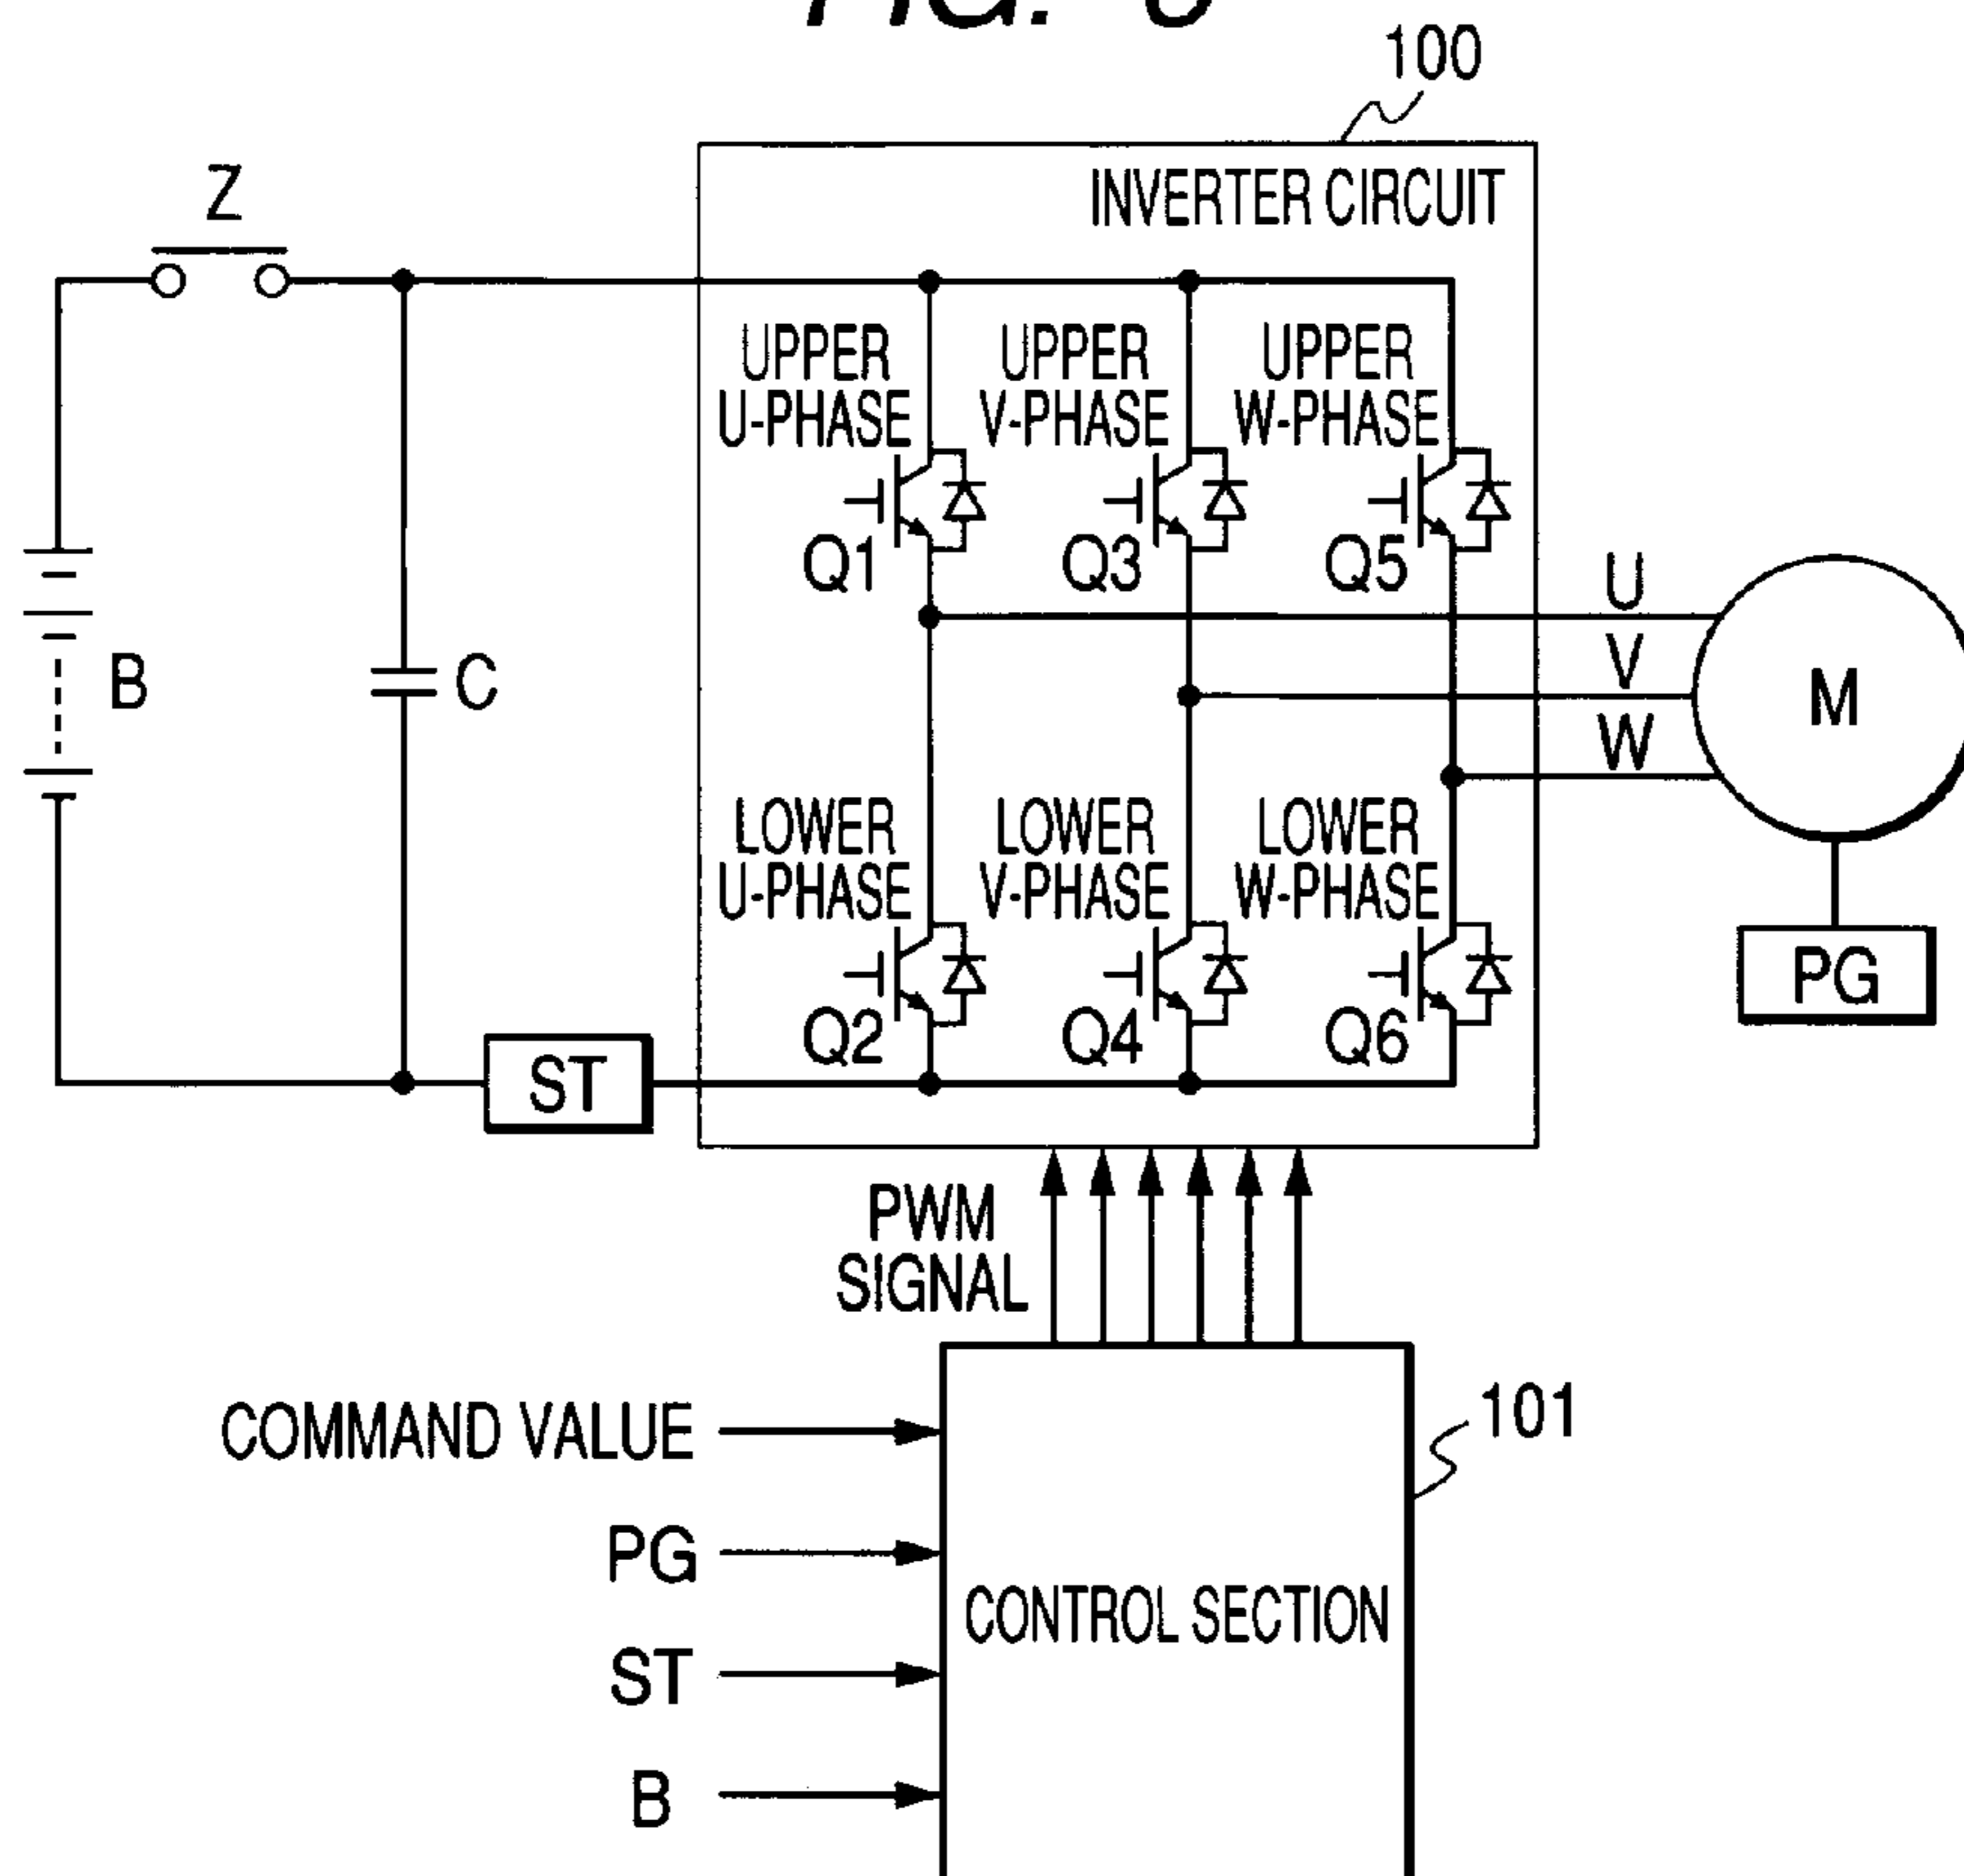 FIG.
100
INVERTER CIRCUIT
Z
UPPER
U-PHASE
UPPER
V-PHASE
UPPER
W-PHASE
Q1
Q3
Q5
U
V
W
M
B
C
LOWER
U-PHASE
LOWER
V-PHASE
LOWER
W-PHASE
Q2
Q4
Q6
PG
ST
PWM
SIGNAL
COMMAND VALUE
PG
ST
B
CONTROL SECTION
101